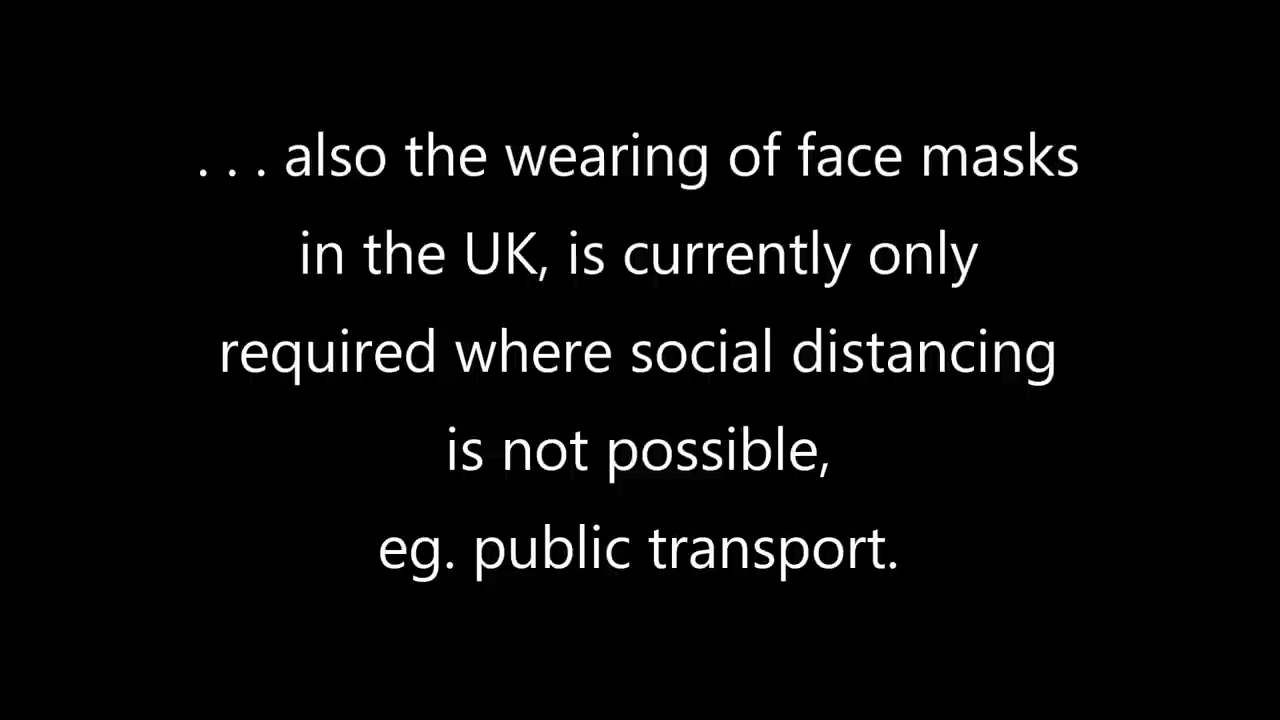 . . . also the wearing of face masks
in the UK, is currently only
required where social distancing
is not possible,
eg. public transport.